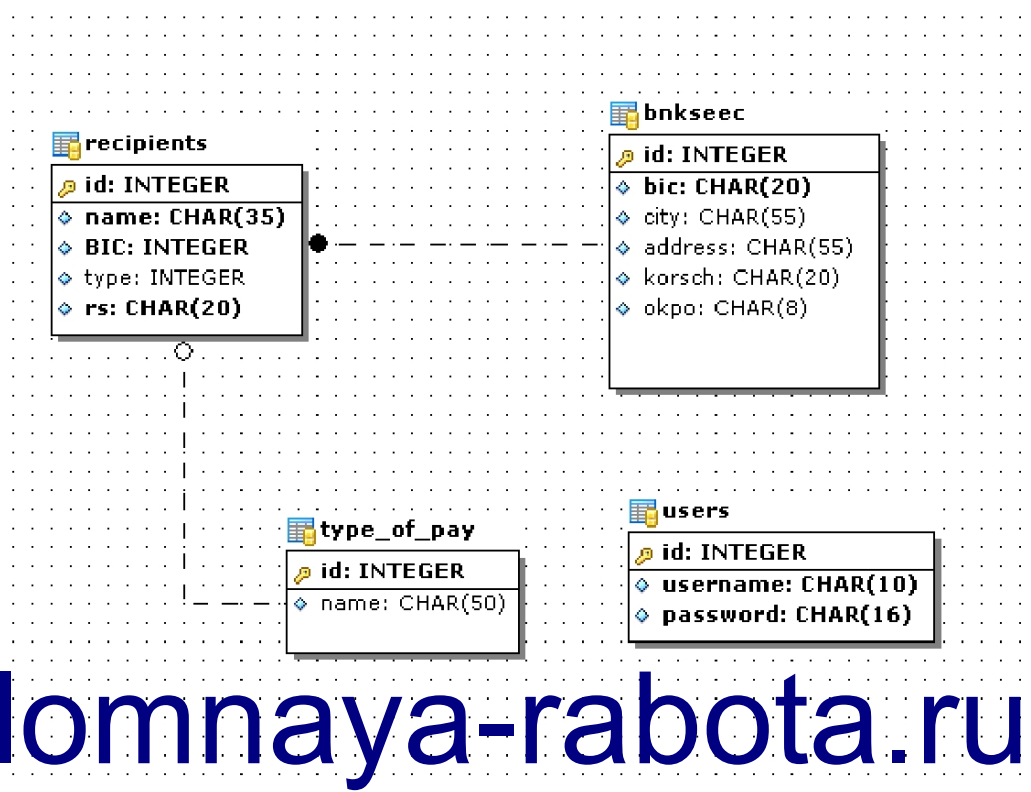 recipients
id: INTEGER
name: CHAR(35)
BIC: INTEGER
type: INTEGER
rs: CHAR(20)
bnkseec
id: INTEGER
bic: CHAR(20)
city: CHAR(55)
address: CHAR(55)
korsch: CHAR(20)
okpo: CHAR(8)
type_of_pay
id: INTEGER
name: CHAR(50)
users
id: INTEGER
username: CHAR(10)
password: CHAR(16)
lomnaya-rabota.ru